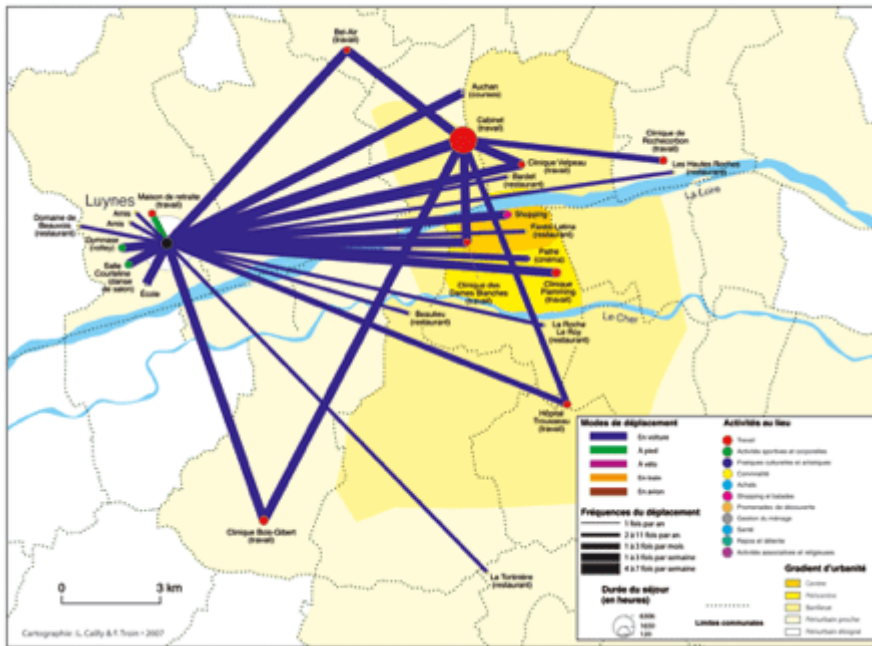 Bel-Air
(travail)
Auchan
(courses)
Cabinet
(travail)
Clinique de
Rochecorbon
(travail)
Clinique Velpeau
(travail)
Bardet
(restaurant)
Les Hautes Roches
(restaurant)
La Loire
Luynes
Maison de retraite
(travail)
Domaine de
Beauvois
(restaurant)
Amis
Amis
Shopping
Latina
(restaurant)
Gymnase
(volley)
Salle
Courteline
(danse
de salon)
École
Pathé
(cinéma)
Clinique
Flemming
(travail)
Clinique des
Dames Blanches
(travail)
Beaulieu
(restaurant)
La Roche
Le Roy
(restaurant)
Le Cher
Hôpital
Trousseau
(travail)
Clinique Bois-Gibert
(travail)
La Tortinière
(restaurant)
0 3 km
Cartographie : L. Cailly & F. Troin • 2007
Modes de déplacement
En voiture
À pied
À vélo
En train
En avion
Fréquences du déplacement
1 fois par an
2 à 11 fois par an
1 à 3 fois par mois
1 à 3 fois par semaine
4 à 7 fois par semaine
Durée du séjour
(en heures)
Limites communales
Activités au lieu
Travail
Activités sportives et corporelles
Pratiques culturelles et artistiques
Convivialité
Achats
Shopping et balades
Promenades de découverte
Gestion du ménage
Santé
Repos et détente
Activités associatives et religieuses
Gradient d'urbanité
Centre
Péricentre
Banlieue
Périurbain proche
Périurbain éloigné